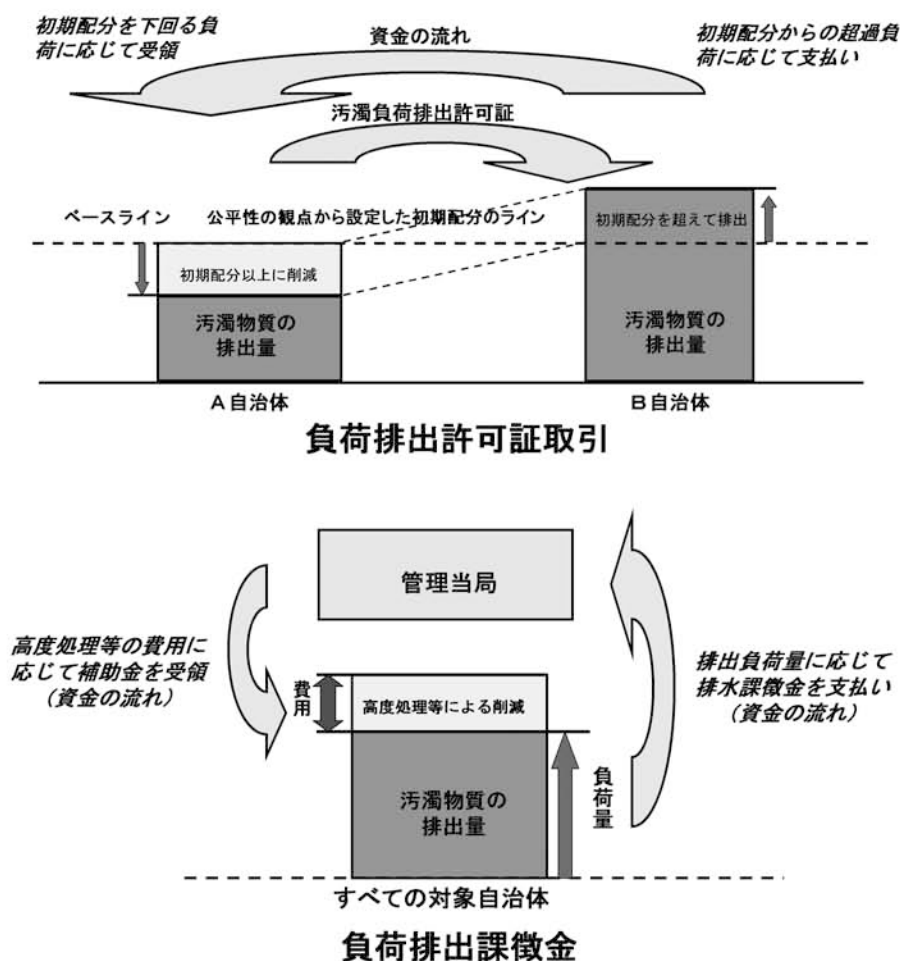 初期配分を下回る負
荷に応じて受領
資金の流れ
初期配分からの超過負
荷に応じて支払い
汚濁負荷排出許可証
ベースライン
公平性の観点から設定した初期配分のライン
初期配分を超えて排出
初期配分以上に削減
汚濁物質の
排出量
汚濁物質の
排出量
A自治体
B自治体
負荷排出許可証取引
管理当局
高度処理等の費用に
応じて補助金を受領
（資金の流れ）
排出負荷量に応じて
排水課徴金を支払い
（資金の流れ）
費用
高度処理等による削減
汚濁物質の
排出量
負荷量
すべての対象自治体
負荷排出課徴金